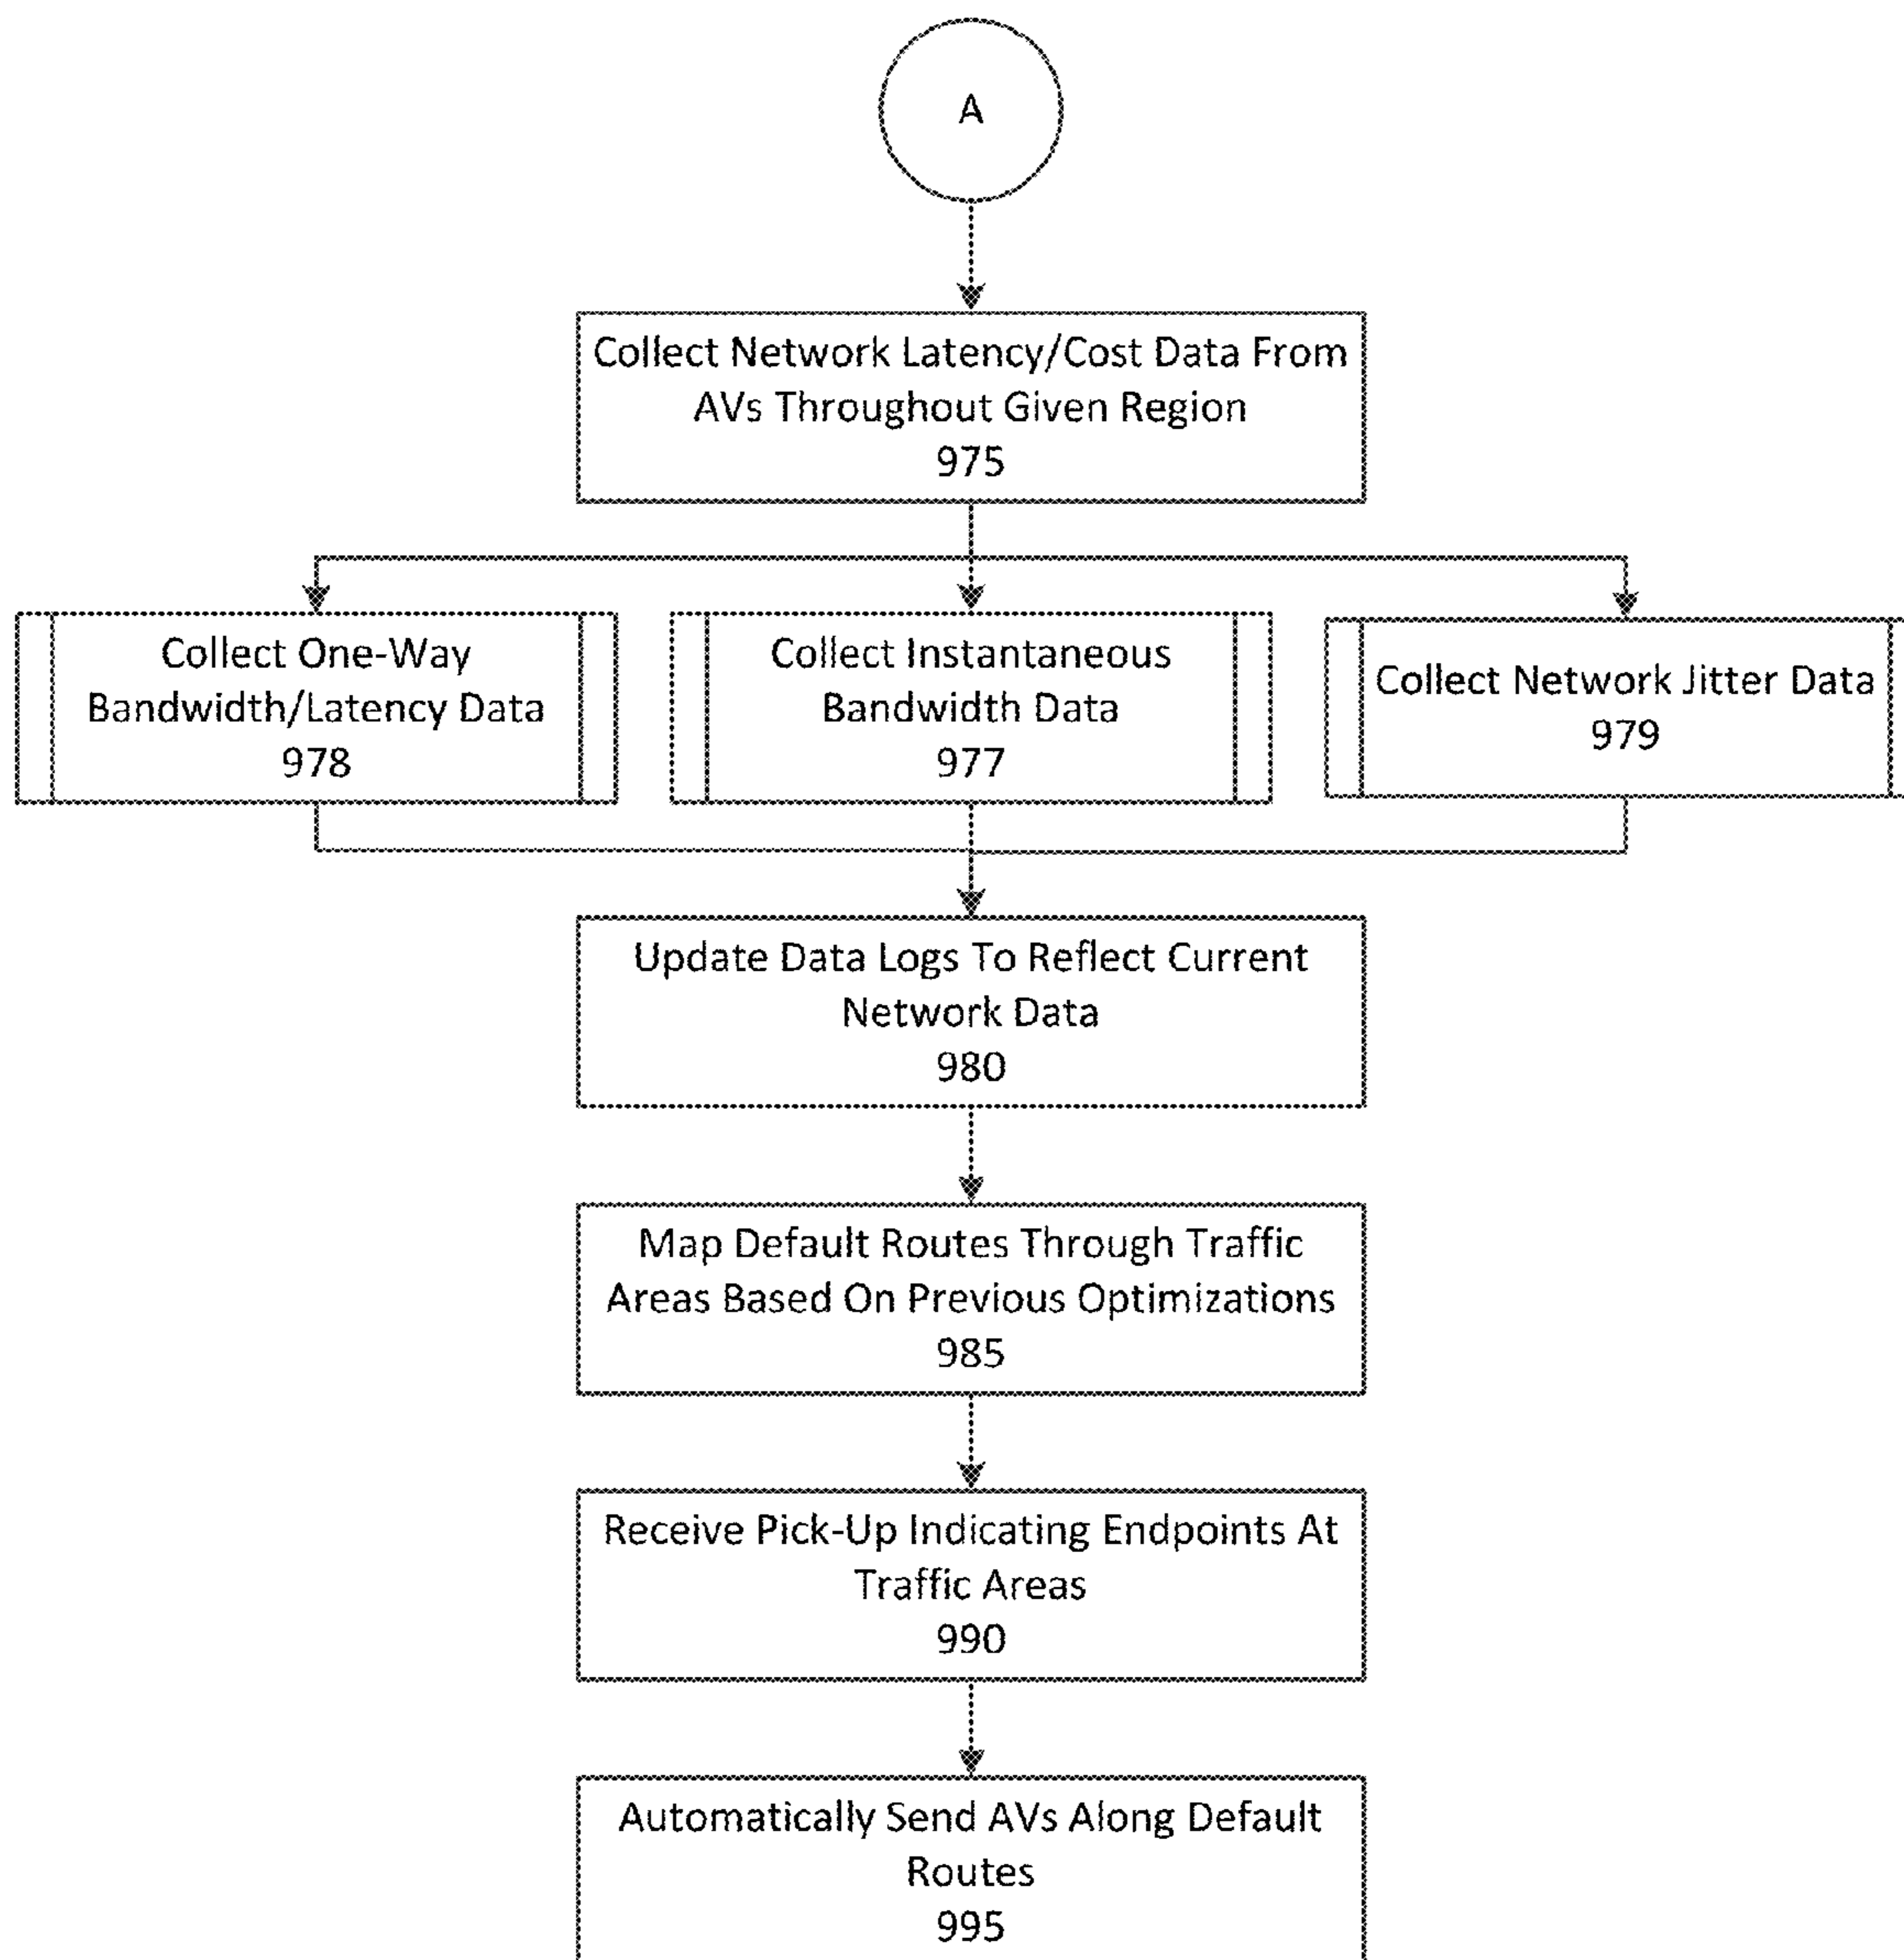 A
Collect Network Latency/Cost Data From
AVs Throughout Given Region
975
Collect One-Way
Bandwidth/Latency Data
978
Collect Instantaneous
Bandwidth Data
977
Collect Network Jitter Data
979
Update Data Logs To Reflect Current
Network Data
980
Map Default Routes Through Traffic
Areas Based On Previous Optimizations
985
Receive Pick-Up Indicating Endpoints At
Traffic Areas
990
Automatically Send AVs Along Default
Routes
995